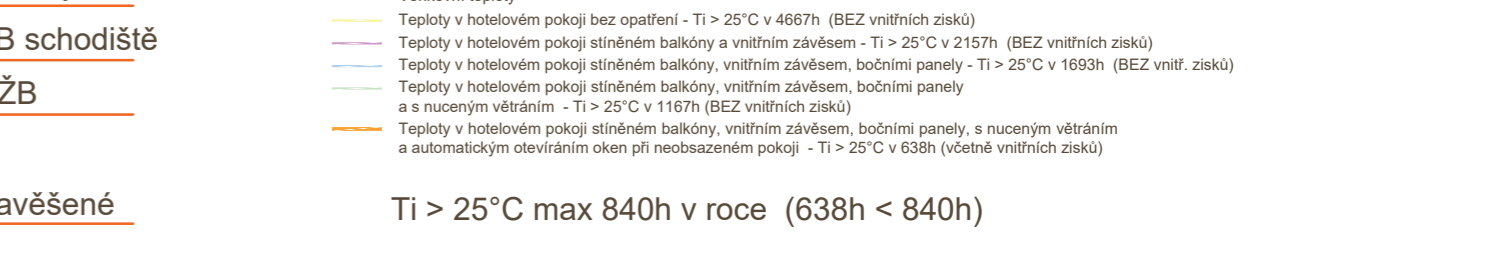 B schodiště
ŽB
avěšené
Teploty v hotelovém pokoji bez opatření - Ti > 25°C v 4667h (BEZ vnitřních zisků)
Teploty v hotelovém pokoji stíněném balkóny a vnitřním závěsem - Ti > 25°C v 2157h (BEZ vnitřních zisků)
Teploty v hotelovém pokoji stíněném balkóny, vnitřním závěsem, bočními panely - Ti > 25°C v 1693h (BEZ vnitř. zisků)
Teploty v hotelovém pokoji stíněném balkóny, vnitřním závěsem, bočními panely
a s nuceným větráním - Ti > 25°C v 1167h (BEZ vnitřních zisků)
Teploty v hotelovém pokoji stíněném balkóny, vnitřním závěsem, bočními panely, s nuceným větráním
a automatickým otevíráním oken při neobsazeném pokoji - Ti > 25°C v 638h (včetně vnitřních zisků)
Ti > 25°C max 840h v roce (638h < 840h)